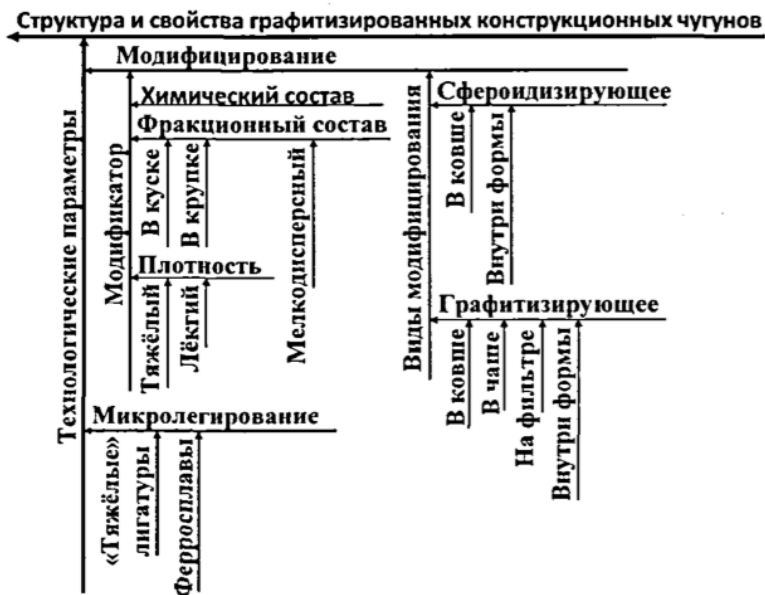 Структура и свойства графитизированных конструкционных чугунов
Технологические параметры
Модифицирование
Модификатор
Химический состав
Фракционный состав
В куске
В крупке
Мелкодисперсный
Плотность
Тяжёлый
Лёктий
Виды модифицирования
Сфероидизирующее
В ковше
Внутри формы
Графитизирующее
В ковше
В чаше
На фильтре
Внутри формы
Микролегирование
«Тяжёлые»
лигатуры
Ферросплавы